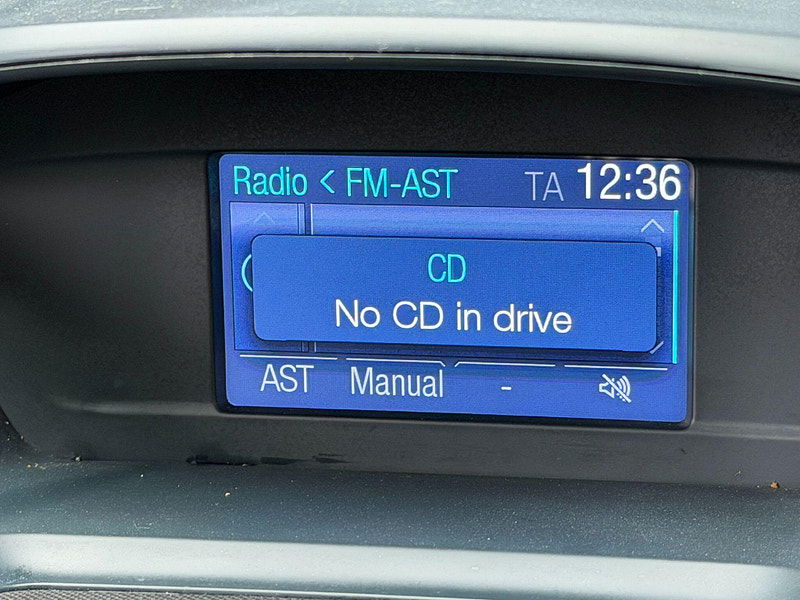 Radio < FM-AST TA 12:36
CD
No CD in drive
AST Manual -